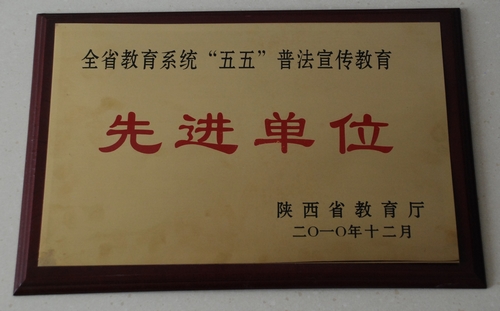 全省教育系统“五五”普法宣传教育
先进单位
陕西省教育厅
二〇一〇年十二月